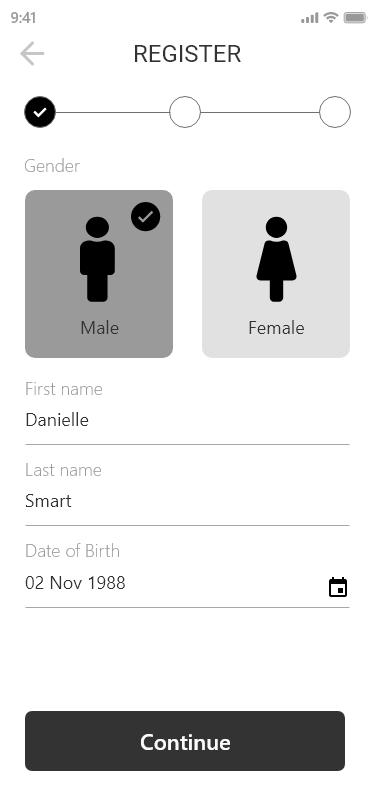 9:41
REGISTER
Gender
Male
Female
First name
Danielle
Last name
Smart
Date of Birth
02 Nov 1988
Continue